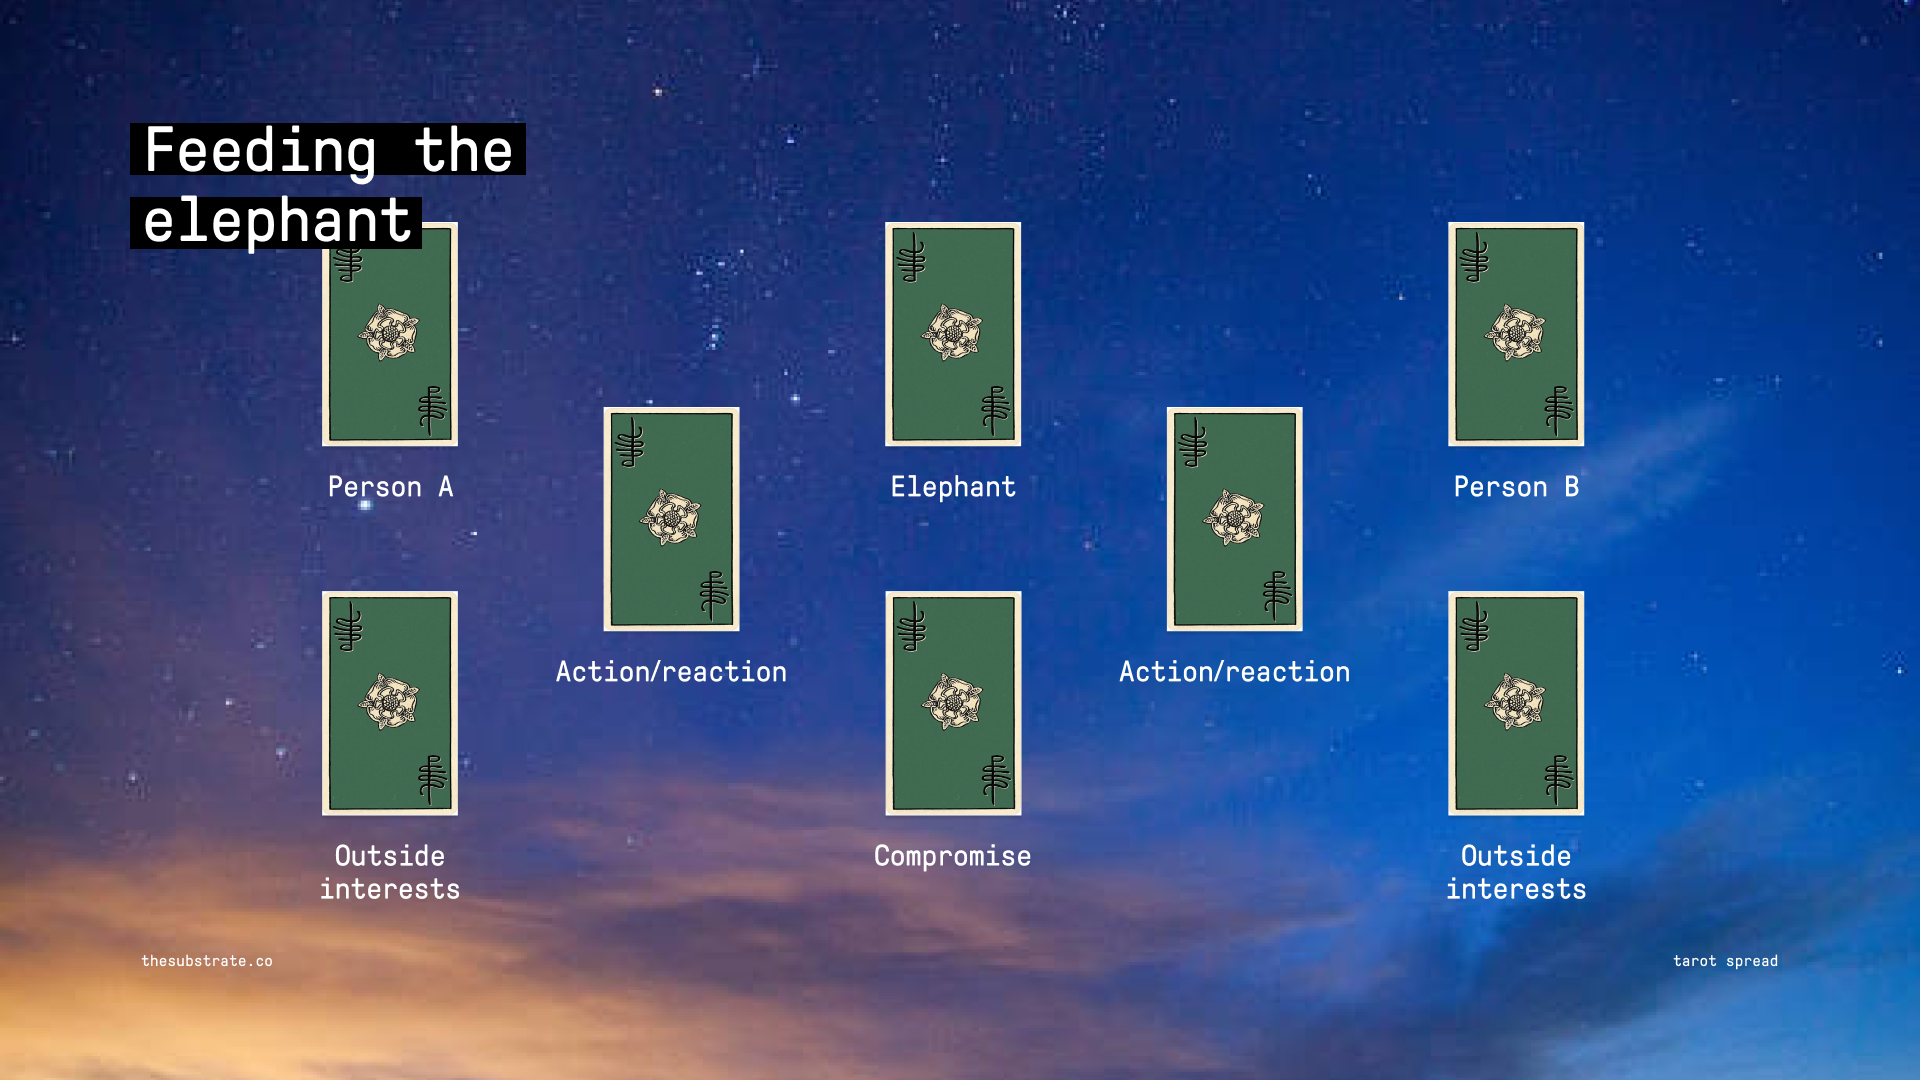 Feeding the
elephant
Person A
Elephant
Person B
Action/reaction
Action/reaction
Outside
interests
Compromise
Outside
interests
thesubstrate.co
tarot spread